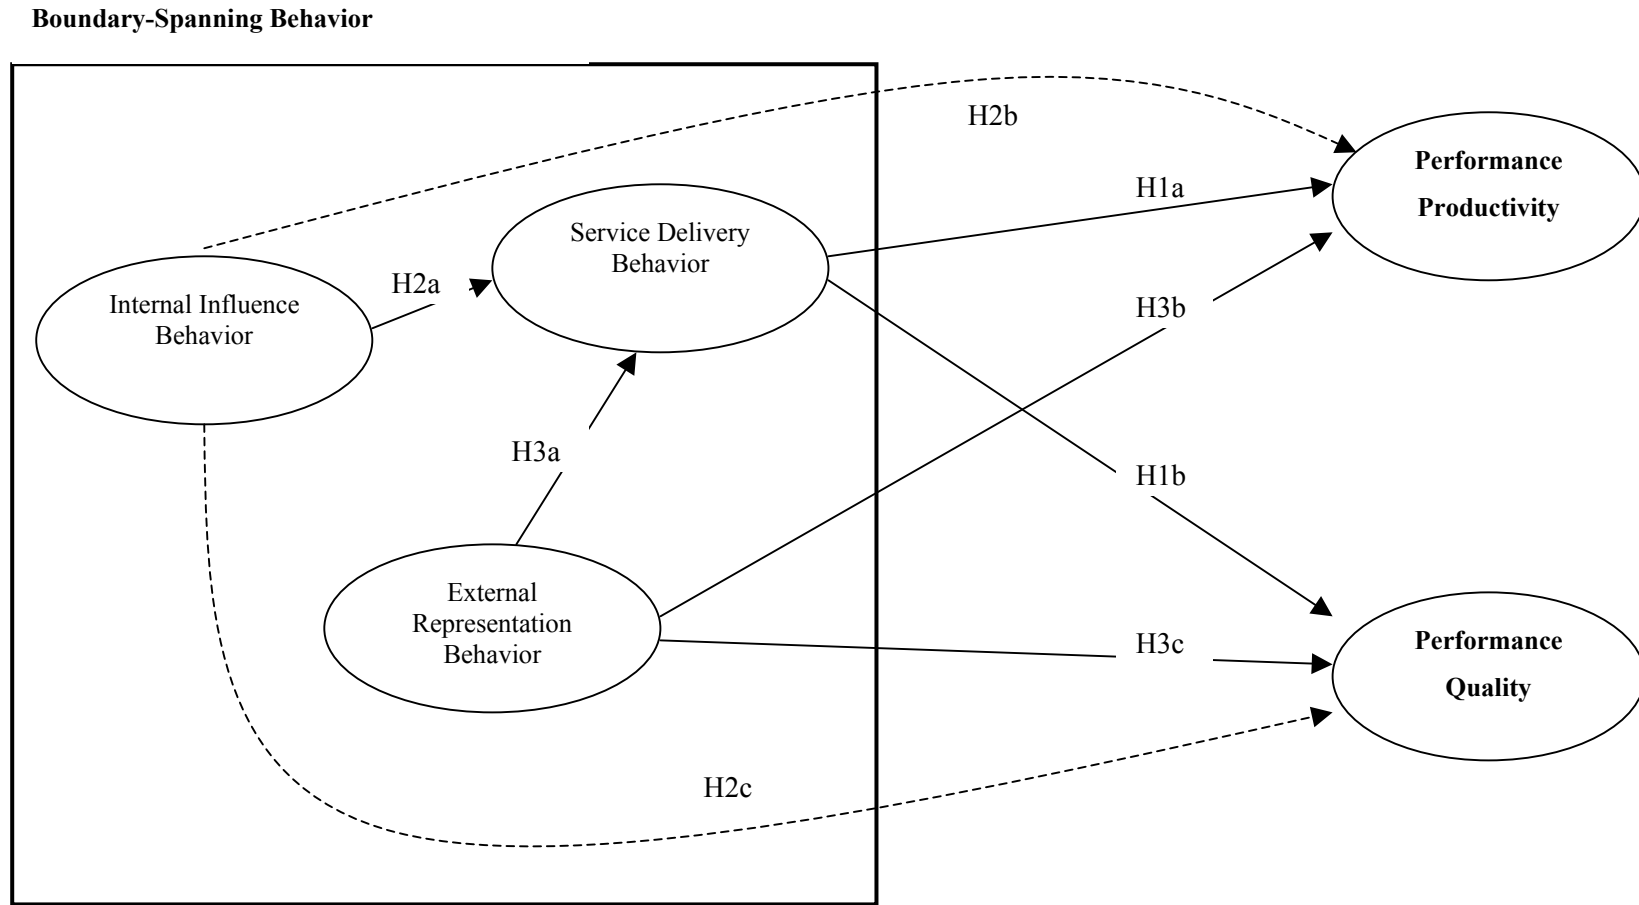 Boundary-Spanning Behavior
H2b
Performance
Productivity
H1a
Service Delivery
Behavior
H2a
Internal Influence
Behavior
H3b
H3a
H1b
External
Representation
Behavior
H3c
Performance
Quality
H2c